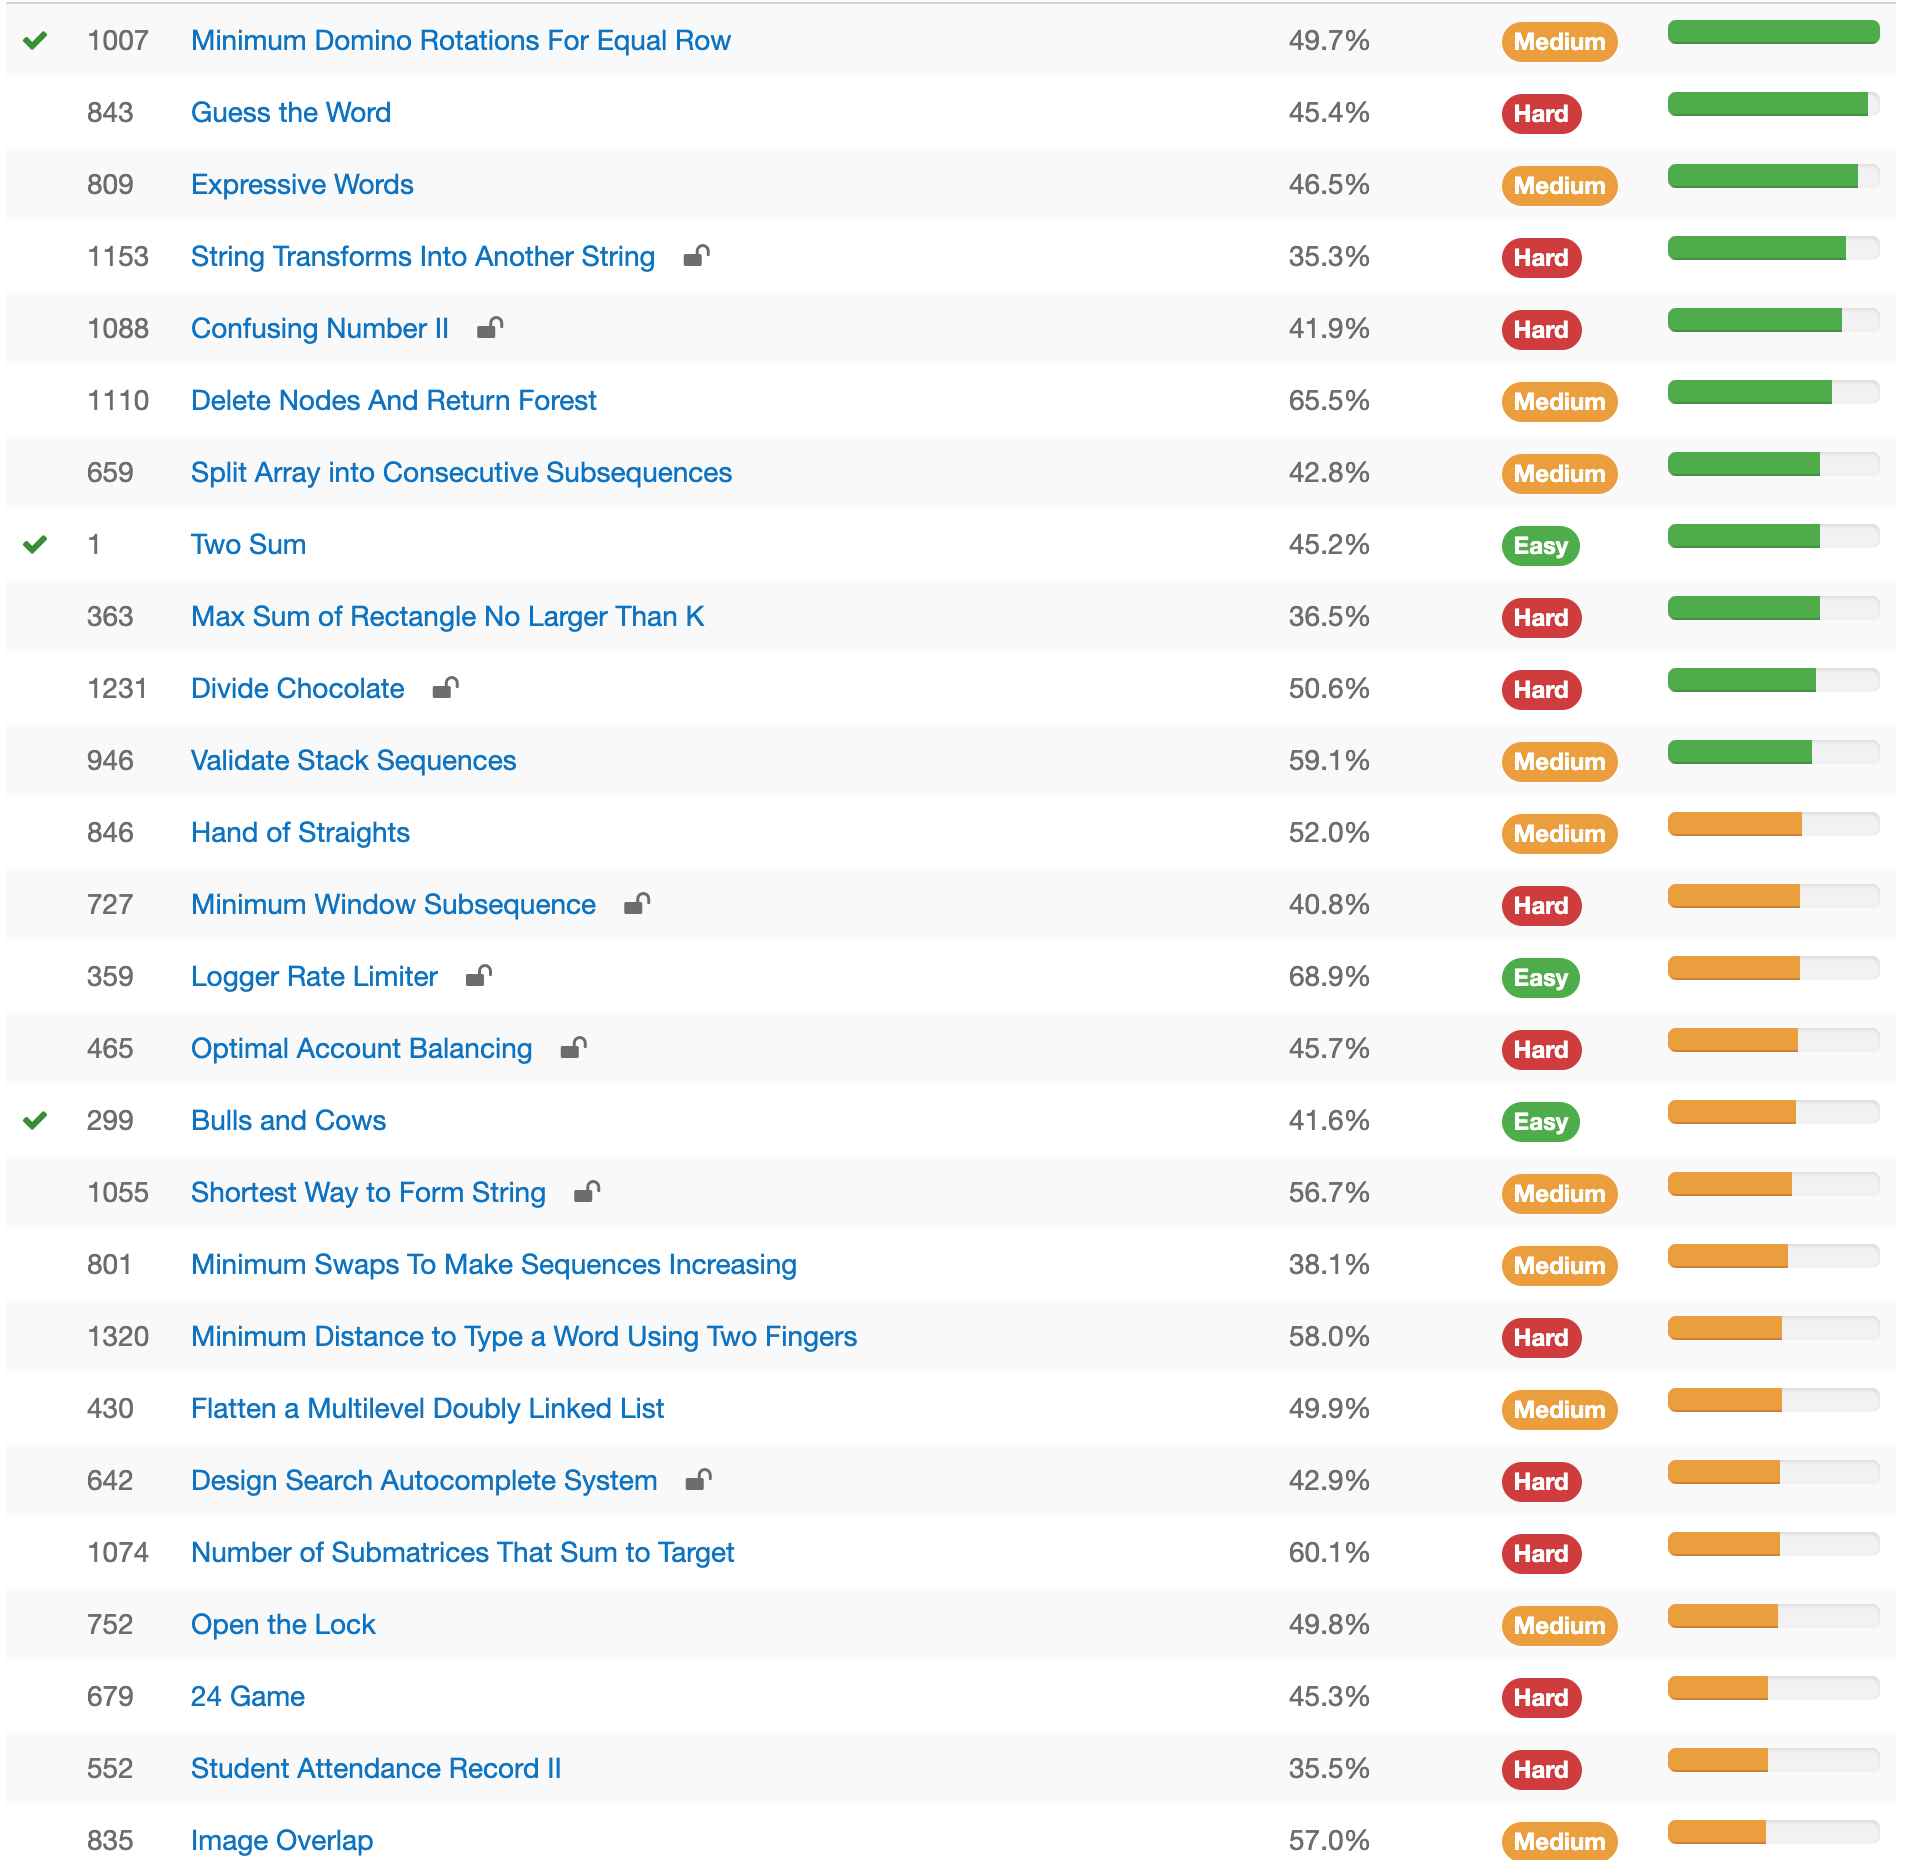 1007 Minimum Domino Rotations For Equal Row 49.7% Medium
843 Guess the Word 45.4% Hard
809 Expressive Words 46.5% Medium
1153 String Transforms Into Another String 35.3% Hard
1088 Confusing Number II 41.9% Hard
1110 Delete Nodes And Return Forest 65.5% Medium
659 Split Array into Consecutive Subsequences 42.8% Medium
1 Two Sum 45.2% Easy
363 Max Sum of Rectangle No Larger Than K 36.5% Hard
1231 Divide Chocolate 50.6% Hard
946 Validate Stack Sequences 59.1% Medium
846 Hand of Straights 52.0% Medium
727 Minimum Window Subsequence 40.8% Hard
359 Logger Rate Limiter 68.9% Easy
465 Optimal Account Balancing 45.7% Hard
299 Bulls and Cows 41.6% Easy
1055 Shortest Way to Form String 56.7% Medium
801 Minimum Swaps To Make Sequences Increasing 38.1% Medium
1320 Minimum Distance to Type a Word Using Two Fingers 58.0% Hard
430 Flatten a Multilevel Doubly Linked List 49.9% Medium
642 Design Search Autocomplete System 42.9% Hard
1074 Number of Submatrices That Sum to Target 60.1% Hard
752 Open the Lock 49.8% Medium
679 24 Game 45.3% Hard
552 Student Attendance Record II 35.5% Hard
835 Image Overlap 57.0% Medium